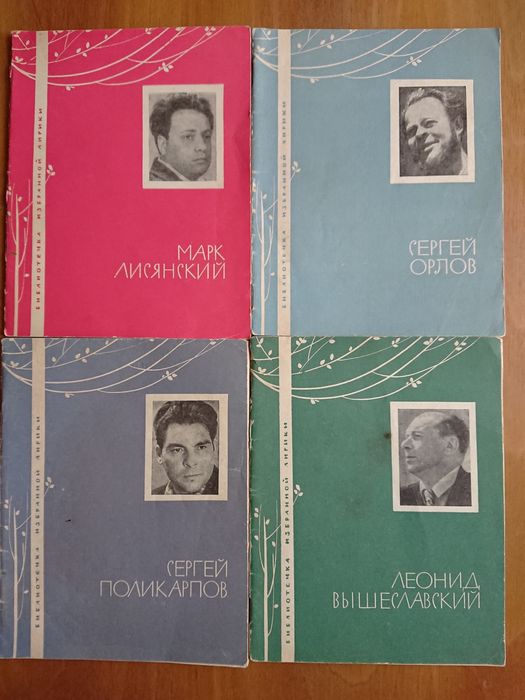 БИБЛИОТЕЧКА ИЗБРАННОЙ ЛИРИКИ
МАРК
ЛИСЯНСКИЙ
БИБЛИОТЕЧКА ИЗБРАННОЙ ЛИРИКИ
СЕРГЕЙ
ОРЛОВ
БИБЛИОТЕЧКА ИЗБРАННОЙ ЛИРИКИ
СЕРГЕЙ
ПОЛИКАРПОВ
БИБЛИОТЕЧКА ИЗБРАННОЙ ЛИРИКИ
ЛЕОНИД
ВЫШЕСЛАВСКИЙ